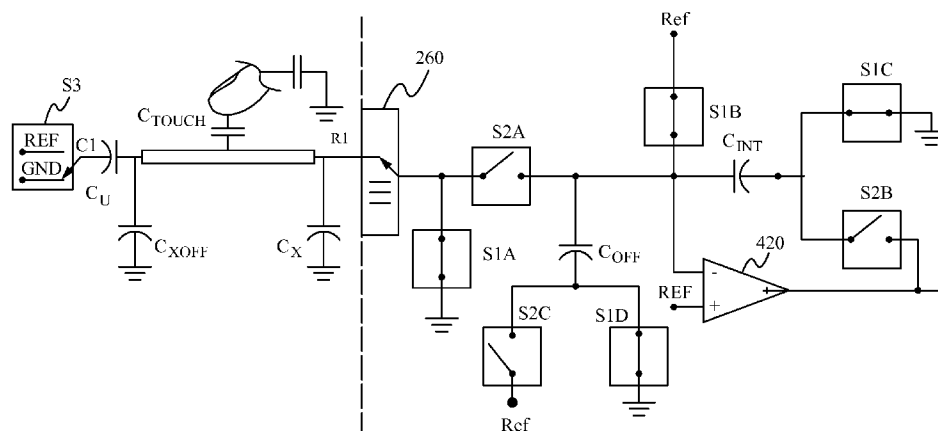 Ref
260
S3
S1C
C_TOUCH
S1B
REF
C1
R1
S2A
C_INT
GND
C_U
S2B
C_XOFF
C_X
S1A
C_OFF
420
-
REF
+
S2C
S1D
Ref